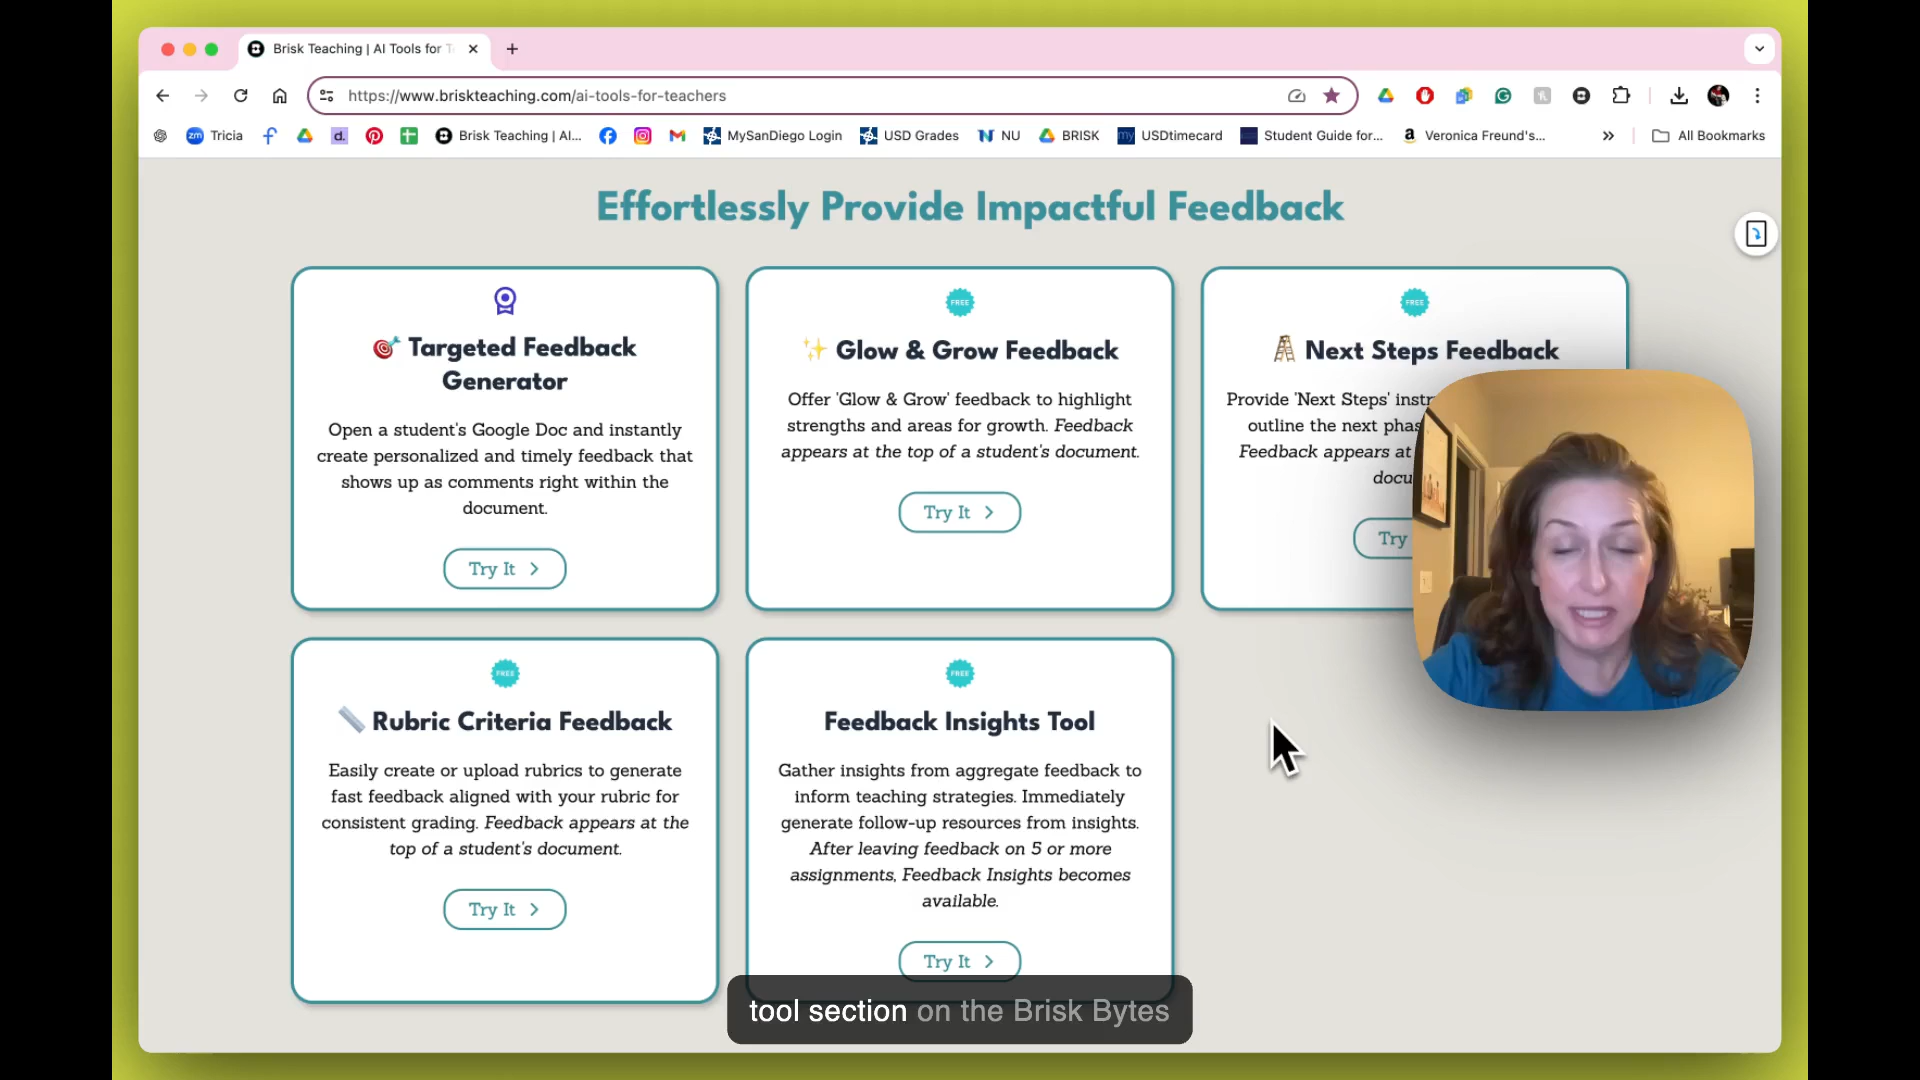 Brisk Teaching | AI Tools for T
https://www.briskteaching.com/ai-tools-for-teachers
zm Tricia
d.
Brisk Teaching | AI...
MySanDiego Login
USD Grades
NU
BRISK
my USDtimecard
Student Guide for...
a Veronica Freund's...
All Bookmarks
Effortlessly Provide Impactful Feedback
Targeted Feedback
Generator
Open a student's Google Doc and instantly
create personalized and timely feedback that
shows up as comments right within the
document.
Try It
FREE
Glow & Grow Feedback
Offer 'Glow & Grow' feedback to highlight
strengths and areas for growth. Feedback
appears at the top of a student's document.
Try It
FREE
Next Steps Feedback
Provide 'Next Steps' inst
outline the next phas
Feedback appears at
docu
Try
FREE
Rubric Criteria Feedback
Easily create or upload rubrics to generate
fast feedback aligned with your rubric for
consistent grading. Feedback appears at the
top of a student's document.
Try It
FREE
Feedback Insights Tool
Gather insights from aggregate feedback to
inform teaching strategies. Immediately
generate follow-up resources from insights.
After leaving feedback on 5 or more
assignments, Feedback Insights becomes
available.
Try It
tool section on the Brisk Bytes